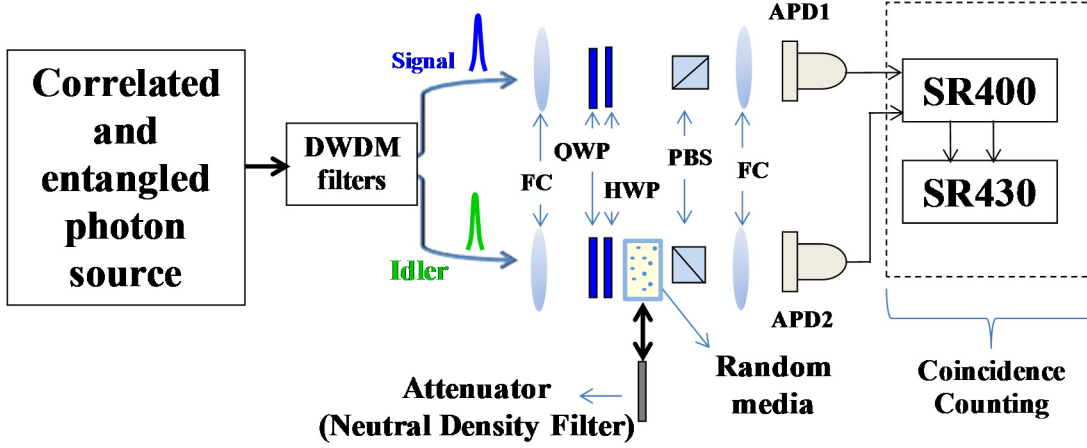 Correlated
and
entangled
photon
source
DWDM
filters
Signal
Idler
FC
QWP
HWP
PBS
FC
APD1
APD2
SR400
SR430
Random
media
Attenuator
(Neutral Density Filter)
Coincidence
Counting